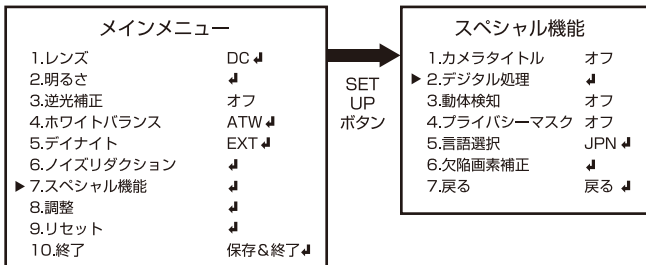 メインメニュー
1.レンズ DC↲
2.明るさ ↲
3.逆光補正 オフ
4.ホワイトバランス ATW↲
5.デイナイト EXT↲
6.ノイズリダクション ↲
▶7.スペシャル機能 ↲
8.調整 ↲
9.リセット ↲
10.終了 保存&終了↲
SET
UP
ボタン
スペシャル機能
1.カメラタイトル オフ
▶2.デジタル処理 ↲
3.動体検知 オフ
4.プライバシーマスク オフ
5.言語選択 JPN↲
6.欠陥画素補正 ↲
7.戻る 戻る↲